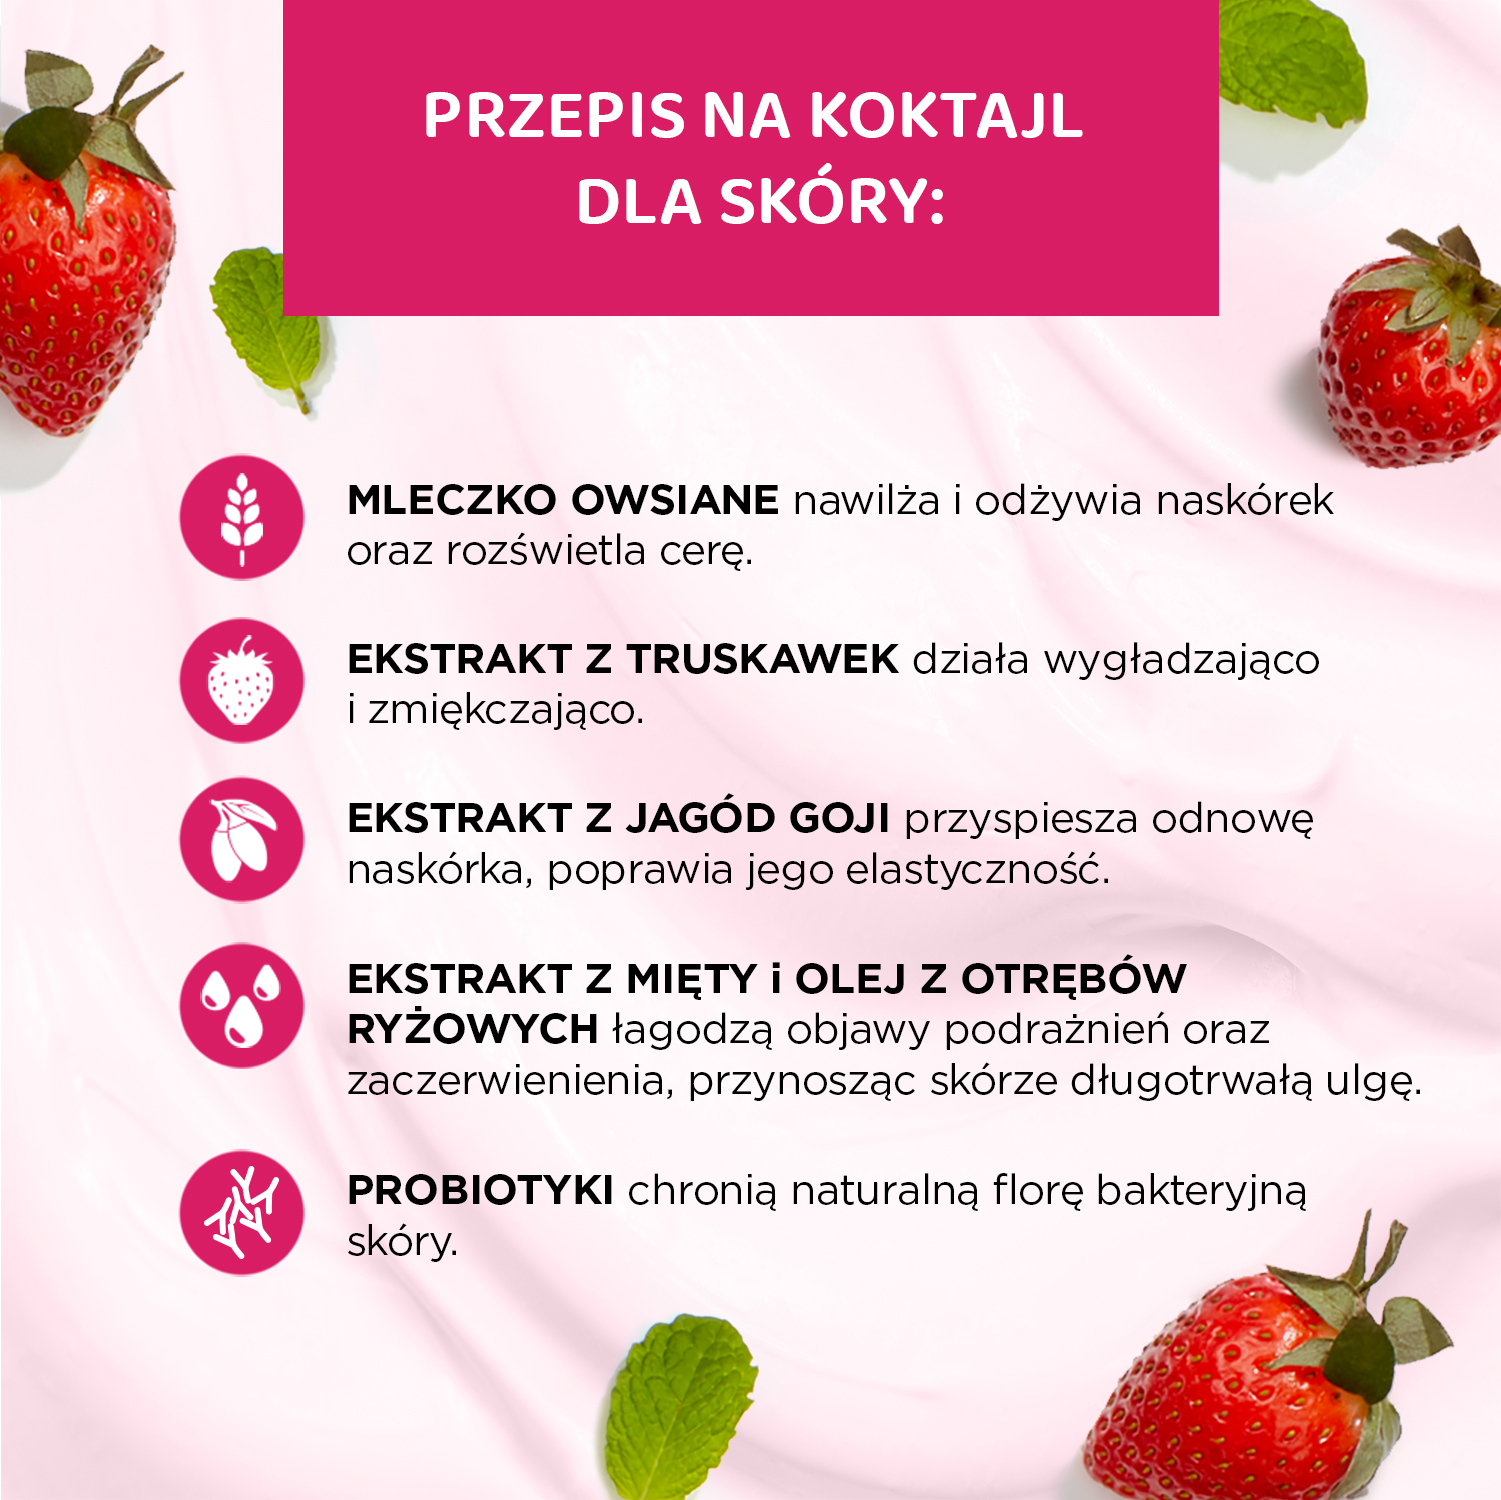 PRZEPIS NA KOKTAJL
DLA SKÓRY:
MLECZKO OWSIANE nawilża i odżywia naskórek
oraz rozświetla cerę.
EKSTRAKT Z TRUSKAWEK działa wygładzająco
i zmiękczająco.
EKSTRAKT Z JAGÓD GOJI przyspiesza odnowę
naskórka, poprawia jego elastyczność.
EKSTRAKT Z MIĘTY i OLEJ Z OTRĘBÓW
RYŻOWYCH łagodzą objawy podrażnień oraz
zaczerwienienia, przynosząc skórze długotrwałą ulgę.
PROBIOTYKI chronią naturalną florę bakteryjną
skóry.